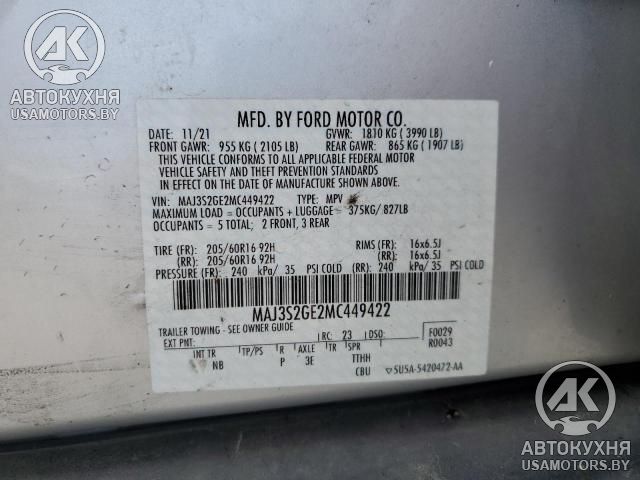 АК
АВТОКУХНЯ
USAMOTORS.BY
MFD. BY FORD MOTOR CO.
DATE: 11/21 GVWR: 1810 KG ( 3990 LB)
FRONT GAWR: 955 KG ( 2105 LB) REAR GAWR: 865 KG ( 1907 LB)
THIS VEHICLE CONFORMS TO ALL APPLICABLE FEDERAL MOTOR
VEHICLE SAFETY AND THEFT PREVENTION STANDARDS
IN EFFECT ON THE DATE OF MANUFACTURE SHOWN ABOVE.
VIN: MAJ3S2GE2MC449422 TYPE: MPV
MAXIMUM LOAD = OCCUPANTS + LUGGAGE = 375KG/ 827LB
OCCUPANTS = 5 TOTAL; 2 FRONT, 3 REAR
TIRE (FR): 205/60R16 92H RIMS (FR): 16x6.5J
(RR): 205/60R16 92H (RR): 16x6.5J
PRESSURE (FR): 240 kPa/ 35 PSI COLD (RR): 240 kPa/ 35 PSI COLD
MAJ3S2GE2MC449422
TRAILER TOWING - SEE OWNER GUIDE
EXT PNT: RC: 23 DSO: F0029
R0043
INT TR TP/PS R AXLE TR SPR
NB P 3E TTHH
CBU ▽ 5U5A-5420472-AA
АК
АВТОКУХНЯ
USAMOTORS.BY